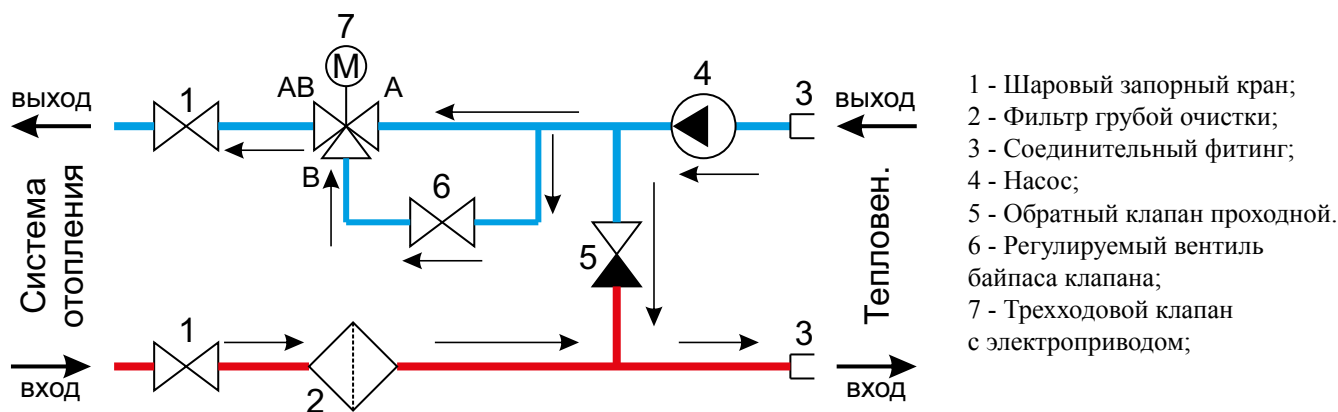 7
М
АВ
А
В
1
6
4
3
5
1
2
3
выход
Система
отопления
вход
выход
Тепловен.
вход
1 - Шаровый запорный кран;
2 - Фильтр грубой очистки;
3 - Соединительный фитинг;
4 - Насос;
5 - Обратный клапан проходной.
6 - Регулируемый вентиль
байпаса клапана;
7 - Трехходовой клапан
с электроприводом;